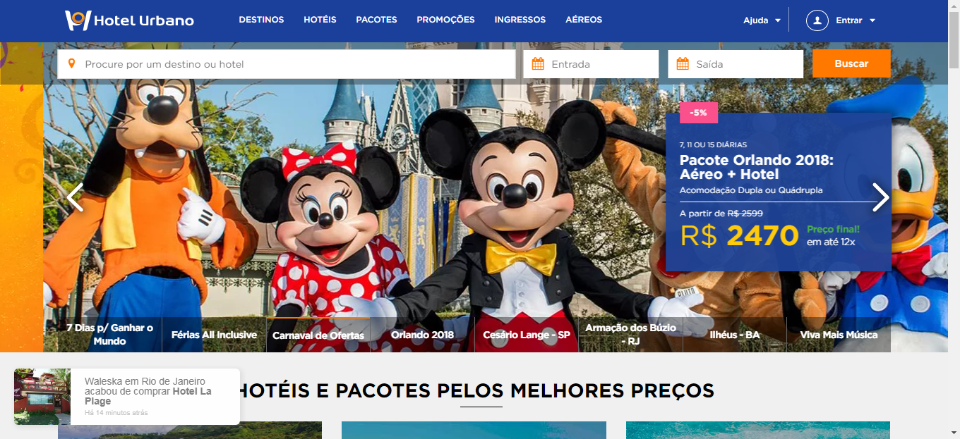 Hotel Urbano
DESTINOS HOTÉIS PACOTES PROMOÇÕES INGRESSOS AÉREOS
Ajuda Entrar
Procure por um destino ou hotel
Entrada
Saída
Buscar
-5%
7, 11 OU 15 DIÁRIAS
Pacote Orlando 2018:
Aéreo + Hotel
Acomodação Dupla ou Quádrupla
A partir de R$ 2599
R$ 2470 Preço final!
em até 12x
PLUTO
7 Dias p/ Ganhar o
Mundo
Férias All Inclusive
Carnaval de Ofertas
Orlando 2018
Cesário Lange - SP
Armação dos Búzio
- RJ
Ilhéus - BA
Viva Mais Música
HOTÉIS E PACOTES PELOS MELHORES PREÇOS
Waleska em Rio de Janeiro
acabou de comprar Hotel La
Plage
Há 14 minutos atrás